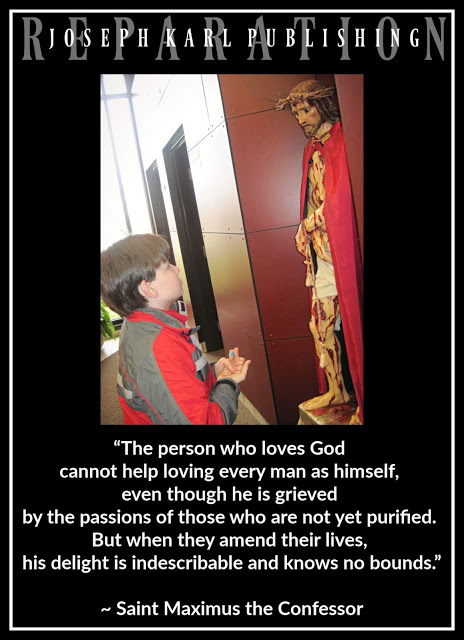 REPARATION
JOSEPH KARL PUBLISHING
“The person who loves God
cannot help loving every man as himself,
even though he is grieved
by the passions of those who are not yet purified.
But when they amend their lives,
his delight is indescribable and knows no bounds.”
~ Saint Maximus the Confessor